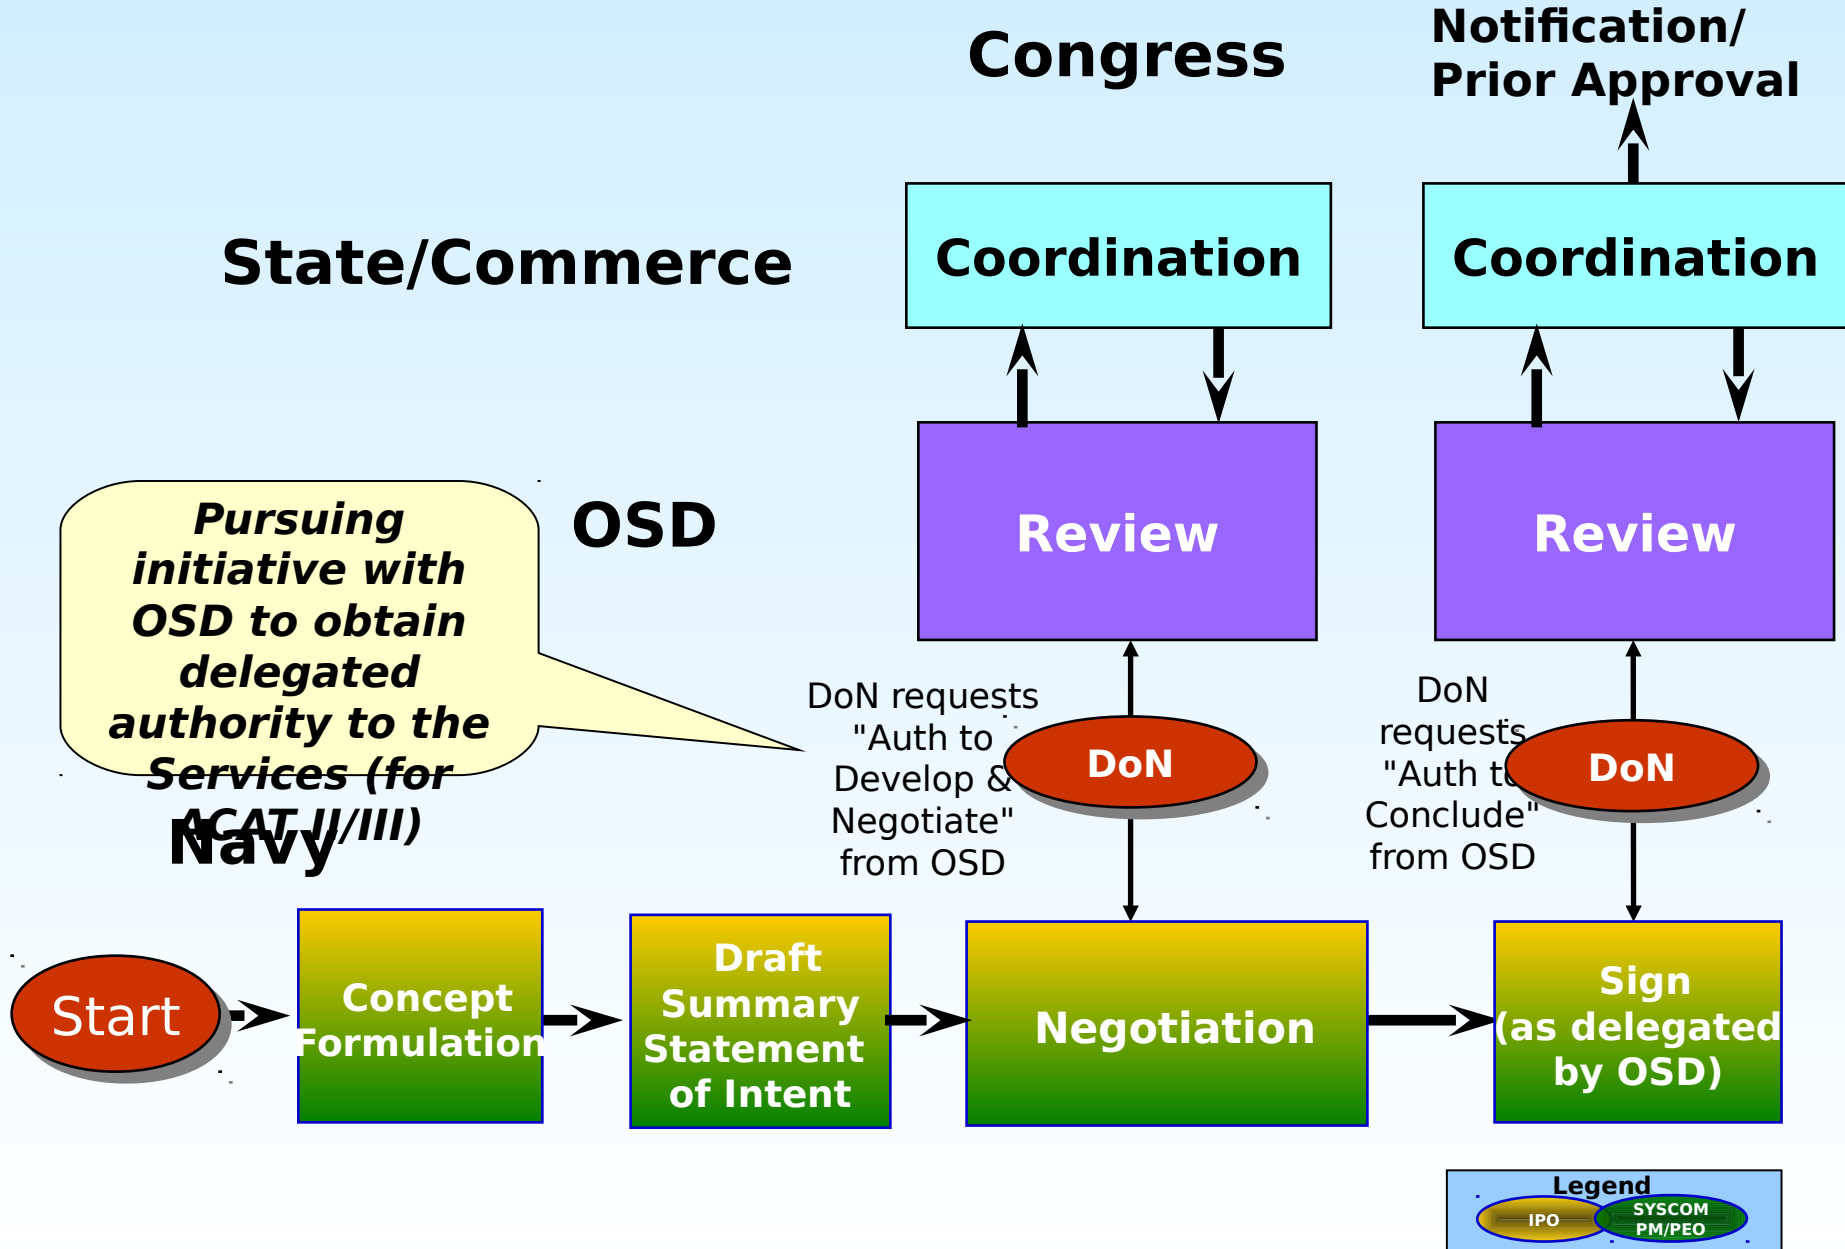 Congress
Notification/
Prior Approval
State/Commerce
Coordination
Coordination
OSD
Review
Review
Pursuing
initiative with
OSD to obtain
delegated
authority to the
Services (for
ACAT II/III)
DoN requests
"Auth to
Develop &
Negotiate"
from OSD
DoN
DoN
requests
"Auth to
Conclude"
from OSD
DoN
Navy
Start
Concept
Formulation
Draft
Summary
Statement
of Intent
Negotiation
Sign
(as delegated
by OSD)
Legend
IPO
SYSCOM
PM/PEO